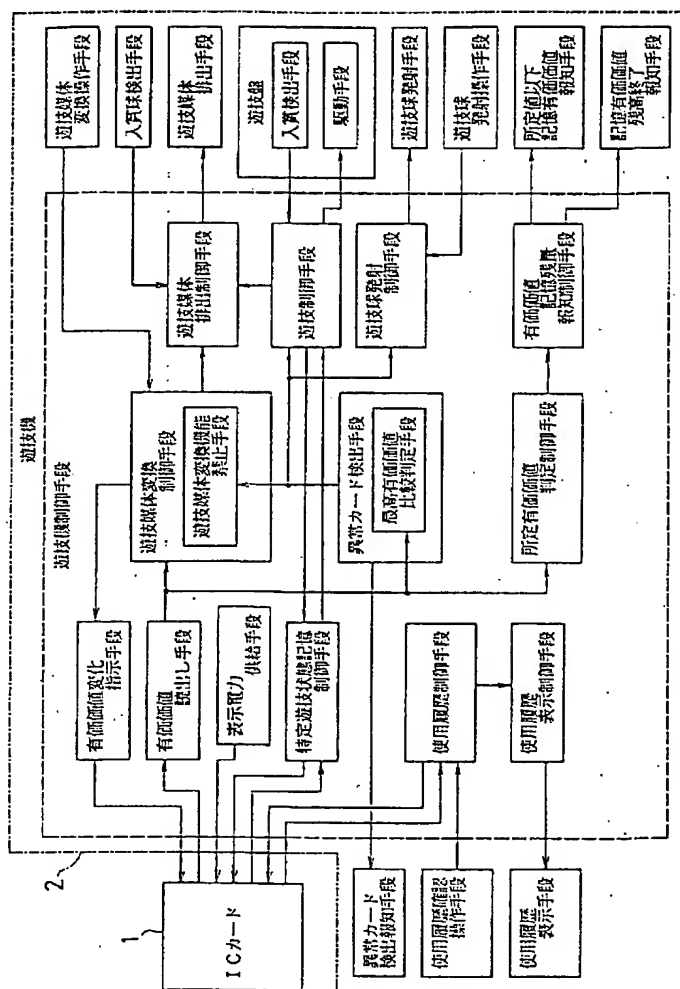 遊技機
遊技機制御手段
2
1
ICカード
有価価値変化
指示手段
有価価値
読出し手段
表示電力
供給手段
特定遊技状態記憶
制御手段
使用履歴制御手段
使用履歴
表示制御手段
異常カード
検出報知手段
使用履歴確認
操作手段
使用履歴
表示手段
遊技媒体変換
制御手段
遊技媒体変換機能
禁止手段
異常カード検出手段
最高有価価値
比較判定手段
所定有価価値
判定制御手段
遊技媒体
排出制御手段
遊技制御手段
遊技球発射
制御手段
有価価値
記憶残高
報知制御手段
遊技媒体
変換操作手段
入賞球検出手段
遊技媒体
排出手段
遊技盤
入賞検出手段
駆動手段
遊技球発射手段
遊技球
発射操作手段
所定値以下
記憶有価価値
報知手段
記憶有価価値
残高終了
報知手段